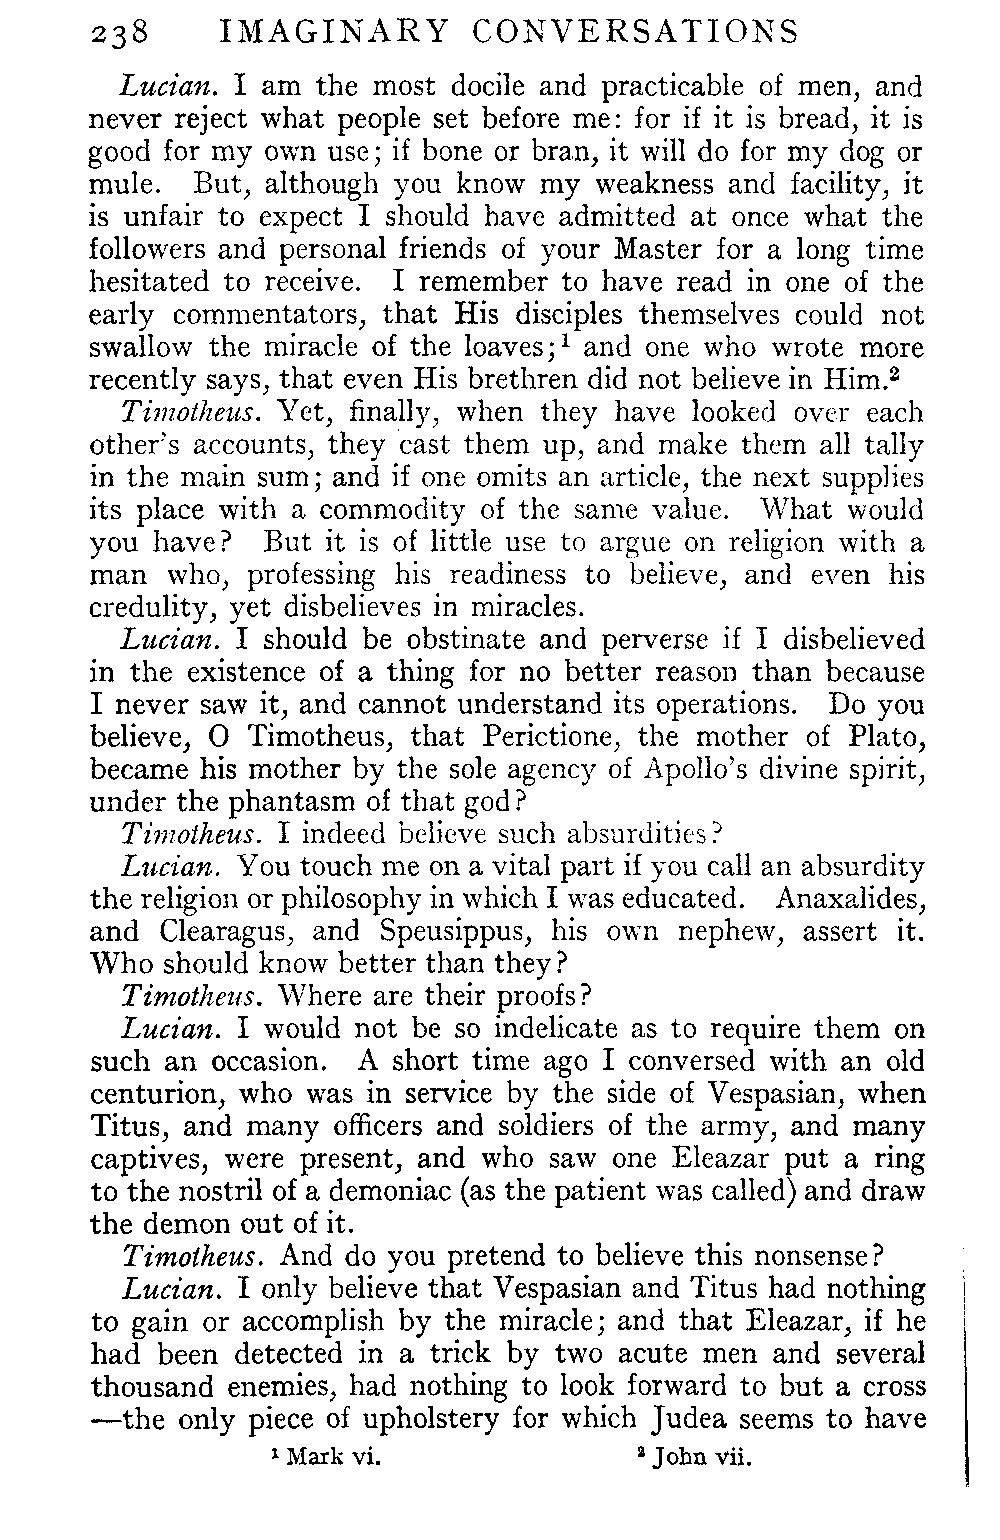 238 IMAGINARY CONVERSATIONS
Lucian. I am the most docile and practicable of men, and
never reject what people set before me: for if it is bread, it is
good for my own use; if bone or bran, it will do for my dog or
mule. But, although you know my weakness and facility, it
is unfair to expect I should have admitted at once what the
followers and personal friends of your Master for a long time
hesitated to receive. I remember to have read in one of the
early commentators, that His disciples themselves could not
swallow the miracle of the loaves;¹ and one who wrote more
recently says, that even His brethren did not believe in Him.²
Timotheus. Yet, finally, when they have looked over each
other's accounts, they cast them up, and make them all tally
in the main sum; and if one omits an article, the next supplies
its place with a commodity of the same value. What would
you have? But it is of little use to argue on religion with a
man who, professing his readiness to believe, and even his
credulity, yet disbelieves in miracles.
Lucian. I should be obstinate and perverse if I disbelieved
in the existence of a thing for no better reason than because
I never saw it, and cannot understand its operations. Do you
believe, O Timotheus, that Perictione, the mother of Plato,
became his mother by the sole agency of Apollo's divine spirit,
under the phantasm of that god?
Timotheus. I indeed believe such absurdities?
Lucian. You touch me on a vital part if you call an absurdity
the religion or philosophy in which I was educated. Anaxalides,
and Clearagus, and Speusippus, his own nephew, assert it.
Who should know better than they?
Timotheus. Where are their proofs?
Lucian. I would not be so indelicate as to require them on
such an occasion. A short time ago I conversed with an old
centurion, who was in service by the side of Vespasian, when
Titus, and many officers and soldiers of the army, and many
captives, were present, and who saw one Eleazar put a ring
to the nostril of a demoniac (as the patient was called) and draw
the demon out of it.
Timotheus. And do you pretend to believe this nonsense?
Lucian. I only believe that Vespasian and Titus had nothing
to gain or accomplish by the miracle; and that Eleazar, if he
had been detected in a trick by two acute men and several
thousand enemies, had nothing to look forward to but a cross
—the only piece of upholstery for which Judea seems to have
¹ Mark vi. ² John vii.